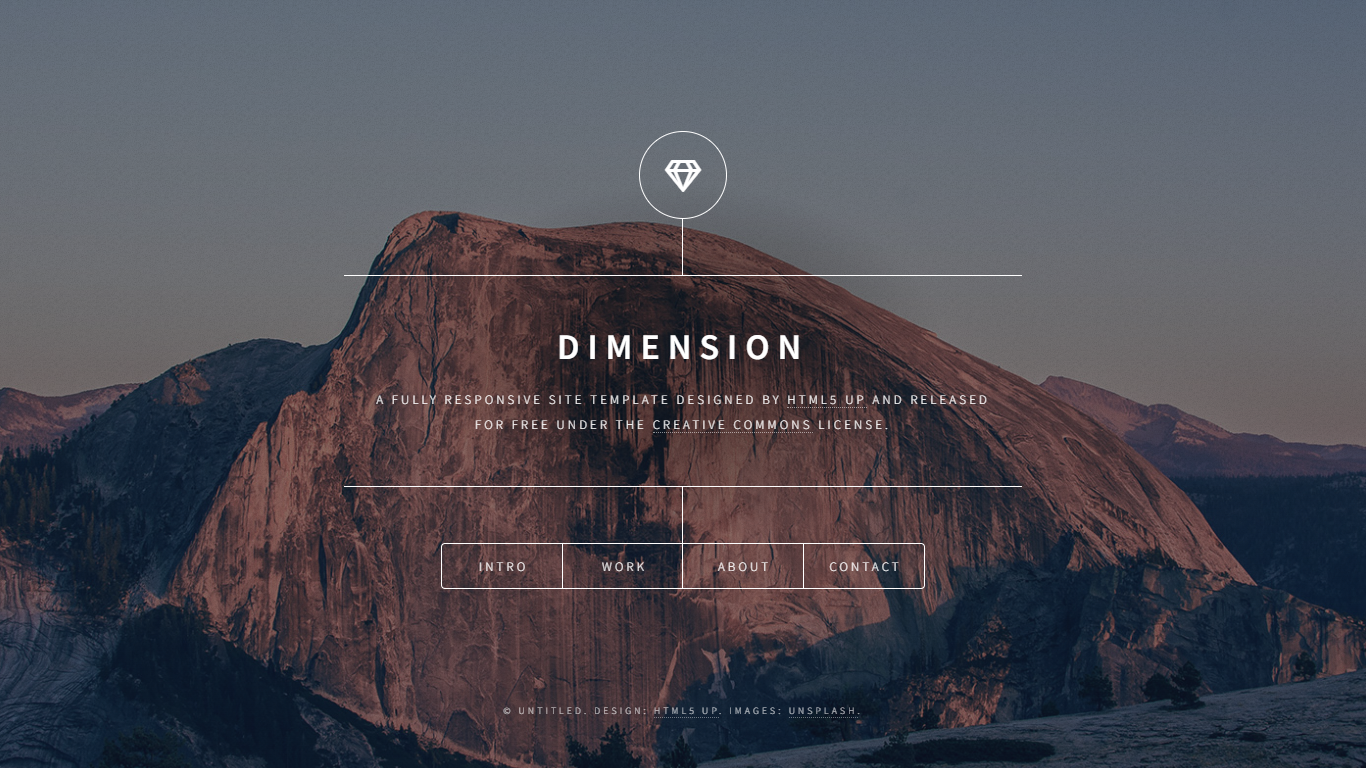 DIMENSION
A FULLY RESPONSIVE SITE TEMPLATE DESIGNED BY HTML5 UP AND RELEASED
FOR FREE UNDER THE CREATIVE COMMONS LICENSE.
INTRO WORK ABOUT CONTACT
© UNTITLED. DESIGN: HTML5 UP. IMAGES: UNSPLASH.